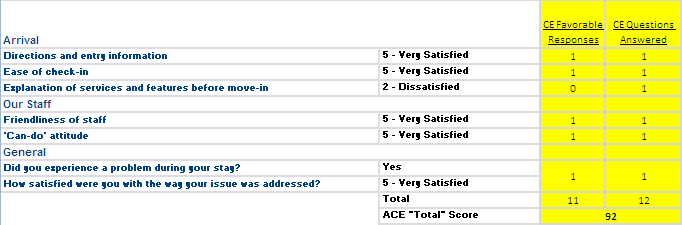 CE Favorable CE Questions
Arrival Responses Answered
Directions and entry information 5 - Very Satisfied 1 1
Ease of check-in 5 - Very Satisfied 1 1
Explanation of services and features before move-in 2 - Dissatisfied 0 1
Our Staff
Friendliness of staff 5 - Very Satisfied 1 1
'Can-do' attitude 5 - Very Satisfied 1 1
General
Did you experience a problem during your stay? Yes
1 1
How satisfied were you with the way your issue was addressed? 5 - Very Satisfied
Total 11 12
ACE "Total" Score 92